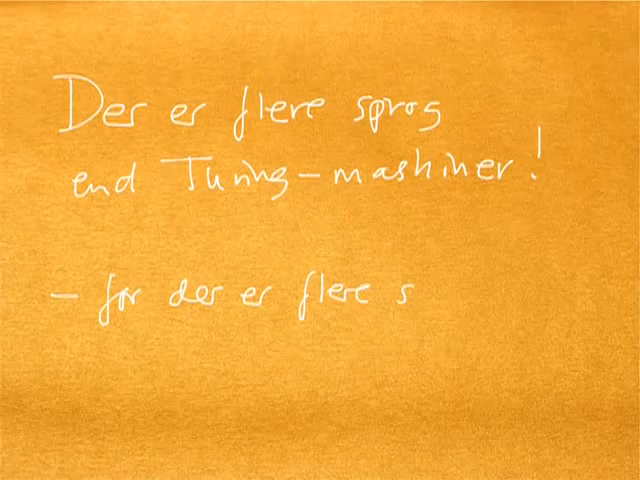 Der er flere sprog
end Turing-mashiner!
- for der er flere s